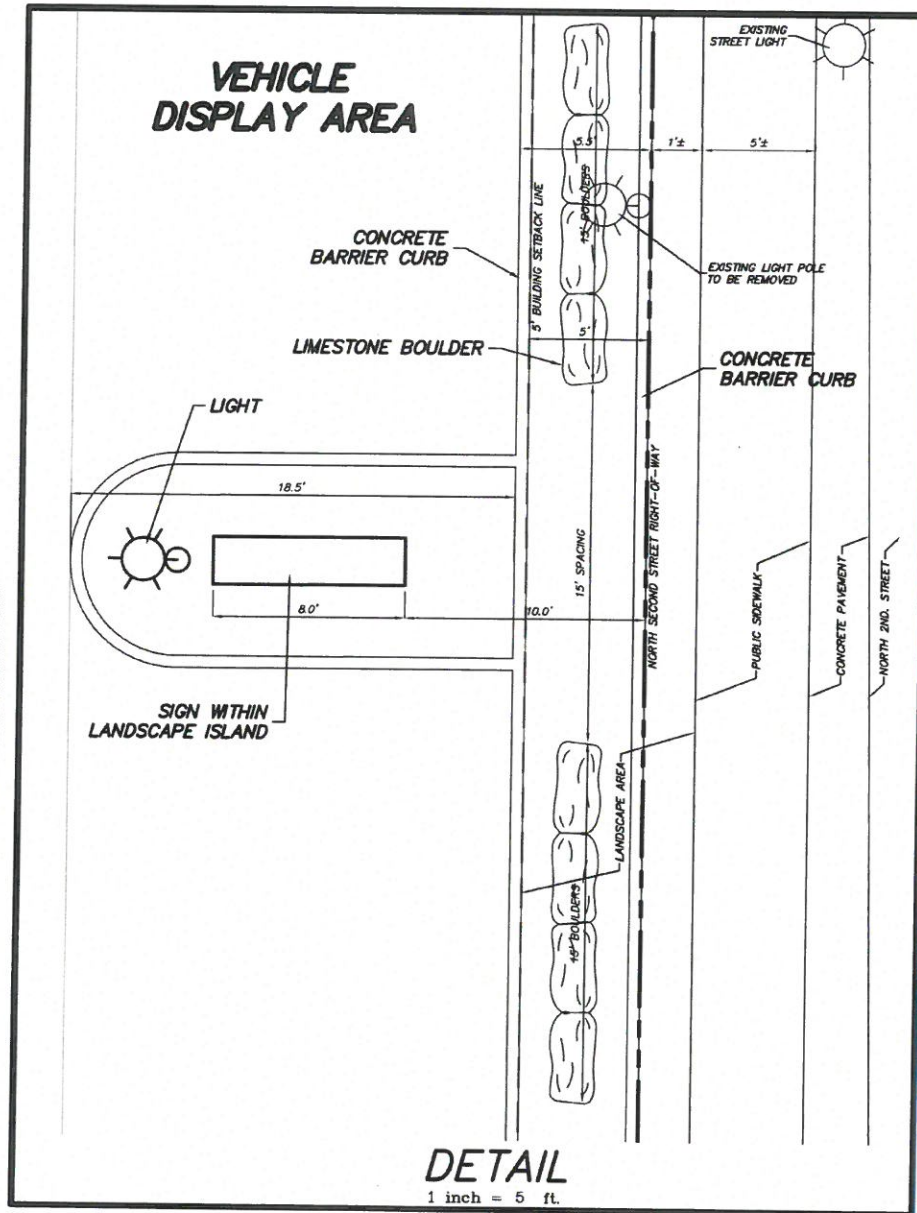 EXISTING
STREET LIGHT
VEHICLE
DISPLAY AREA
5.5'
1'±
5'±
15' BOULDERS
5' BUILDING SETBACK LINE
CONCRETE
BARRIER CURB
EXISTING LIGHT POLE
TO BE REMOVED
5'
LIMESTONE BOULDER
CONCRETE
BARRIER CURB
LIGHT
18.5'
NORTH SECOND STREET RIGHT-OF-WAY
15' SPACING
8.0'
10.0'
PUBLIC SIDEWALK
CONCRETE PAVEMENT
NORTH 2ND. STREET
SIGN WITHIN
LANDSCAPE ISLAND
LANDSCAPE AREA
15' BOULDERS
DETAIL
1 inch = 5 ft.